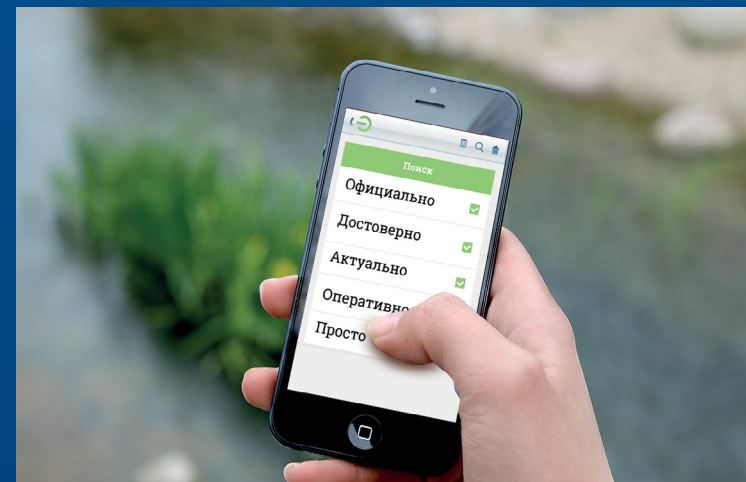 Поиск
Официально
Достоверно
Актуально
Оперативно
Просто